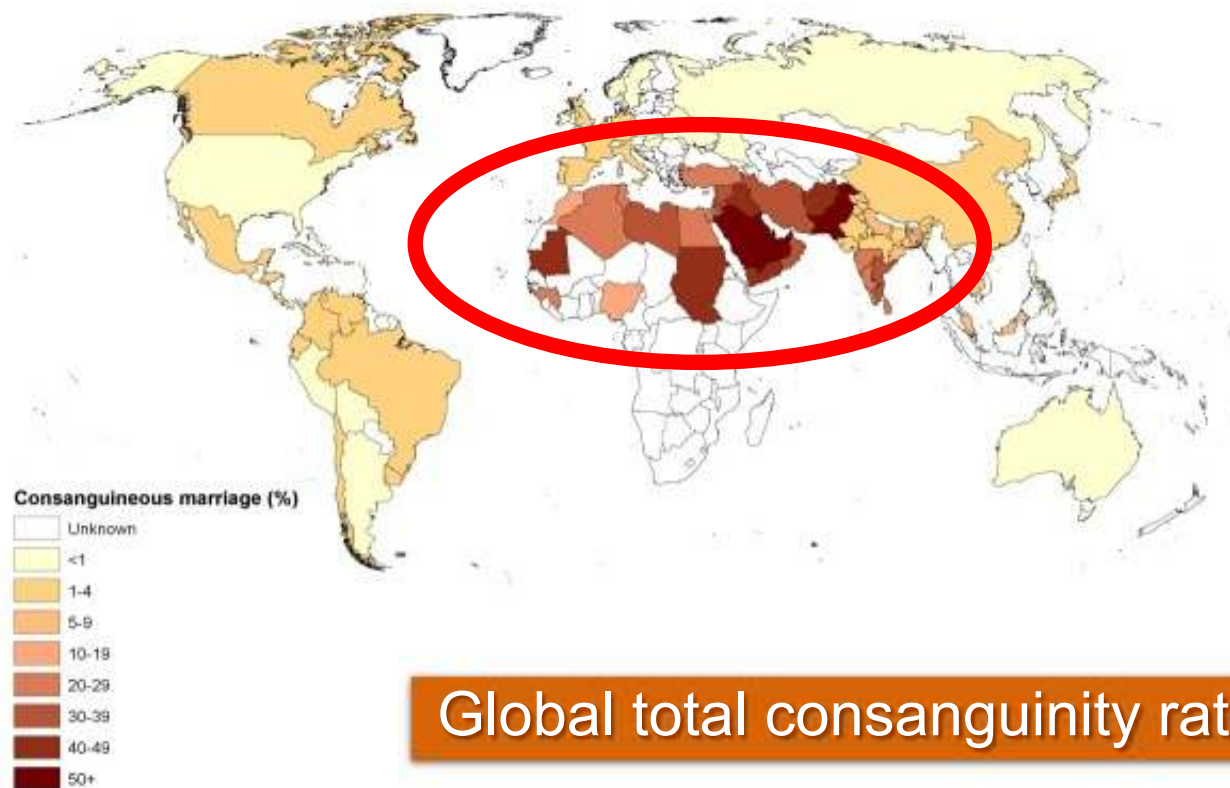 Consanguineous marriage (%)
Unknown
<1
1-4
5-9
10-19
20-29
30-39
40-49
50+
Global total consanguinity rat